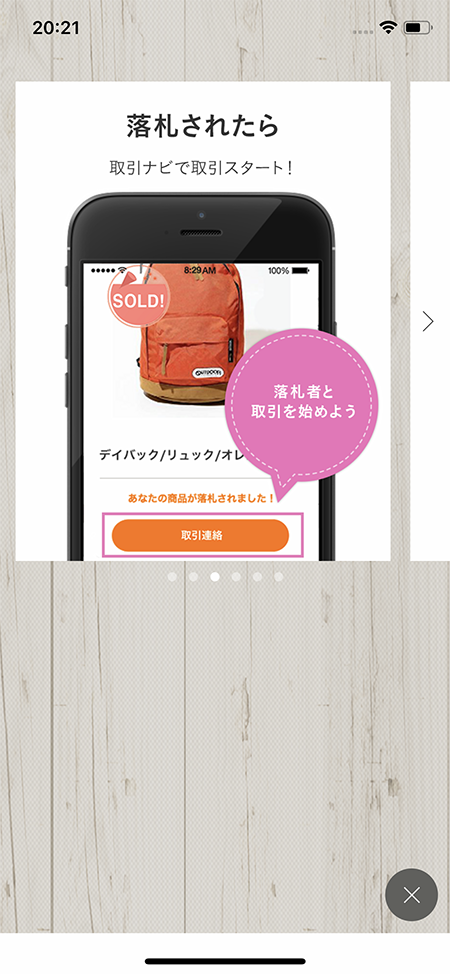 20:21
落札されたら
取引ナビで取引スタート！
8:29AM
100%
SOLD!
OUTDOOR
落札者と
取引を始めよう
デイバック/リュック/オレ
あなたの商品が落札されました！
取引連絡